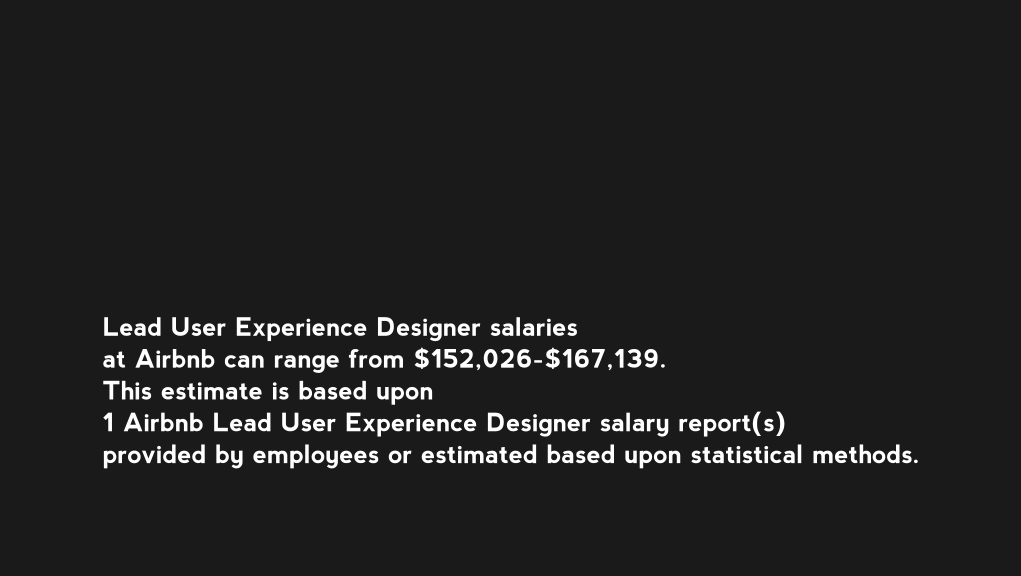 Lead User Experience Designer salaries
at Airbnb can range from $152,026-$167,139.
This estimate is based upon
1 Airbnb Lead User Experience Designer salary report(s)
provided by employees or estimated based upon statistical methods.